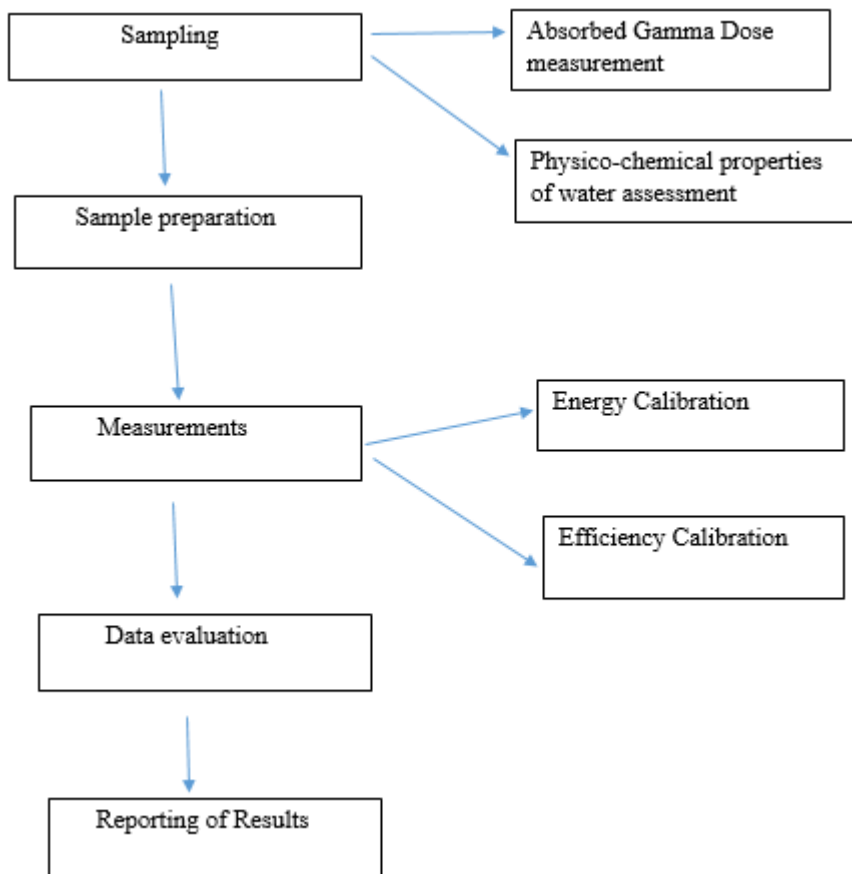 Sampling
Absorbed Gamma Dose
measurement
Physico-chemical properties
of water assessment
Sample preparation
Measurements
Energy Calibration
Efficiency Calibration
Data evaluation
Reporting of Results